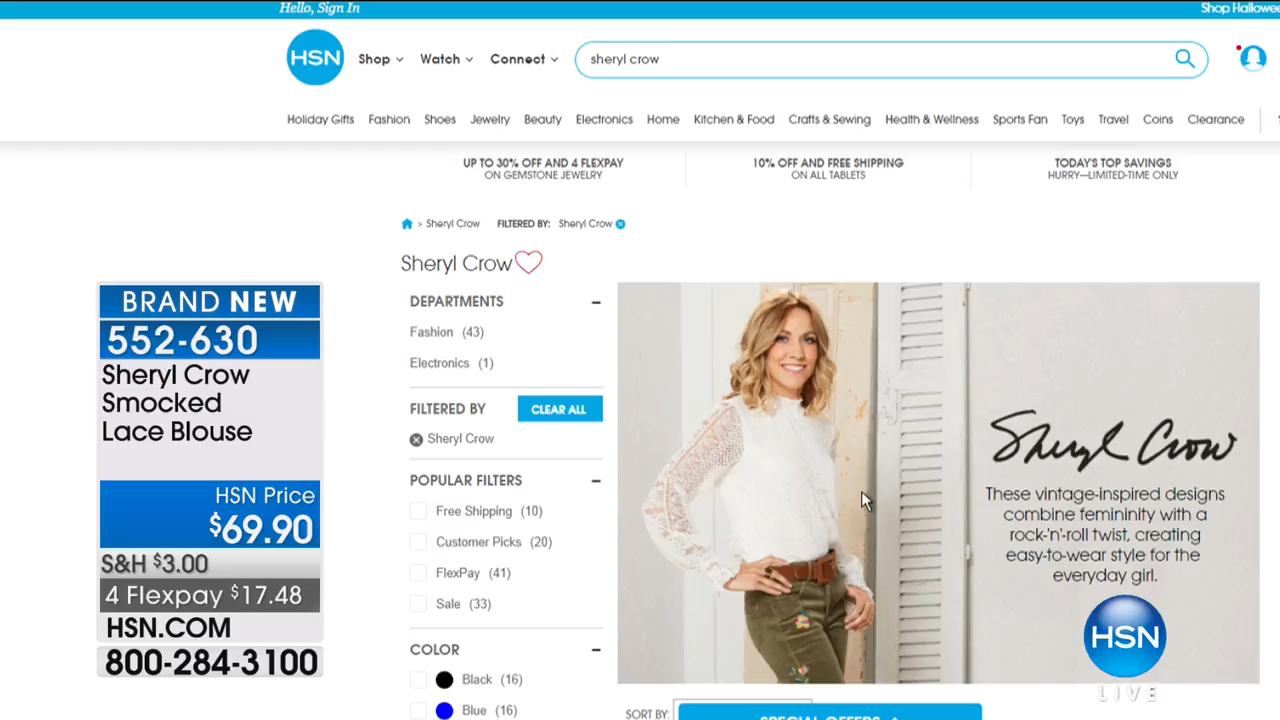 Hello, Sign In
Shop Hallowee
HSN
Shop
Watch
Connect
sheryl crow
Holiday Gifts
Fashion
Shoes
Jewelry
Beauty
Electronics
Home
Kitchen & Food
Crafts & Sewing
Health & Wellness
Sports Fan
Toys
Travel
Coins
Clearance
UP TO 30% OFF AND 4 FLEXPAY
ON GEMSTONE JEWELRY
10% OFF AND FREE SHIPPING
ON ALL TABLETS
TODAY'S TOP SAVINGS
HURRY—LIMITED-TIME ONLY
> Sheryl Crow FILTERED BY: Sheryl Crow
Sheryl Crow
DEPARTMENTS
Fashion (43)
Electronics (1)
FILTERED BY CLEAR ALL
Sheryl Crow
POPULAR FILTERS
Free Shipping (10)
Customer Picks (20)
FlexPay (41)
Sale (33)
COLOR
Black (16)
Blue (16)
BRAND NEW
552-630
Sheryl Crow
Smocked
Lace Blouse
HSN Price
$69.90
S&H $3.00
4 Flexpay $17.48
HSN.COM
800-284-3100
Sheryl Crow
These vintage-inspired designs
combine femininity with a
rock-'n'-roll twist, creating
easy-to-wear style for the
everyday girl.
HSN
LIVE
SORT BY:
SPECIAL OFFERS